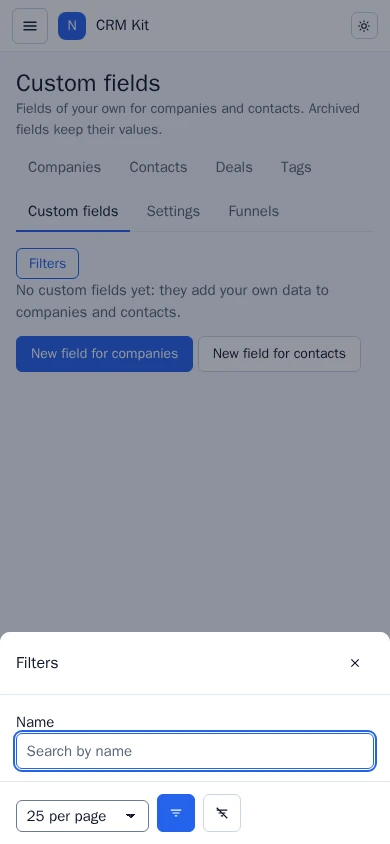 N CRM Kit
Custom fields
Fields of your own for companies and contacts. Archived
fields keep their values.
Companies Contacts Deals Tags
Custom fields Settings Funnels
Filters
No custom fields yet: they add your own data to
companies and contacts.
New field for companies New field for contacts
Filters
Name
Search by name
25 per page